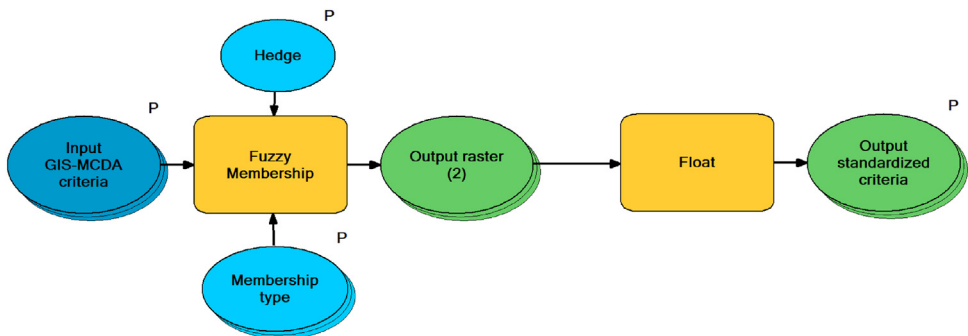 P
Hedge
P
Input
GIS-MCDA
criteria
Fuzzy
Membership
Output raster
(2)
Float
P
Output
standardized
criteria
P
Membership
type